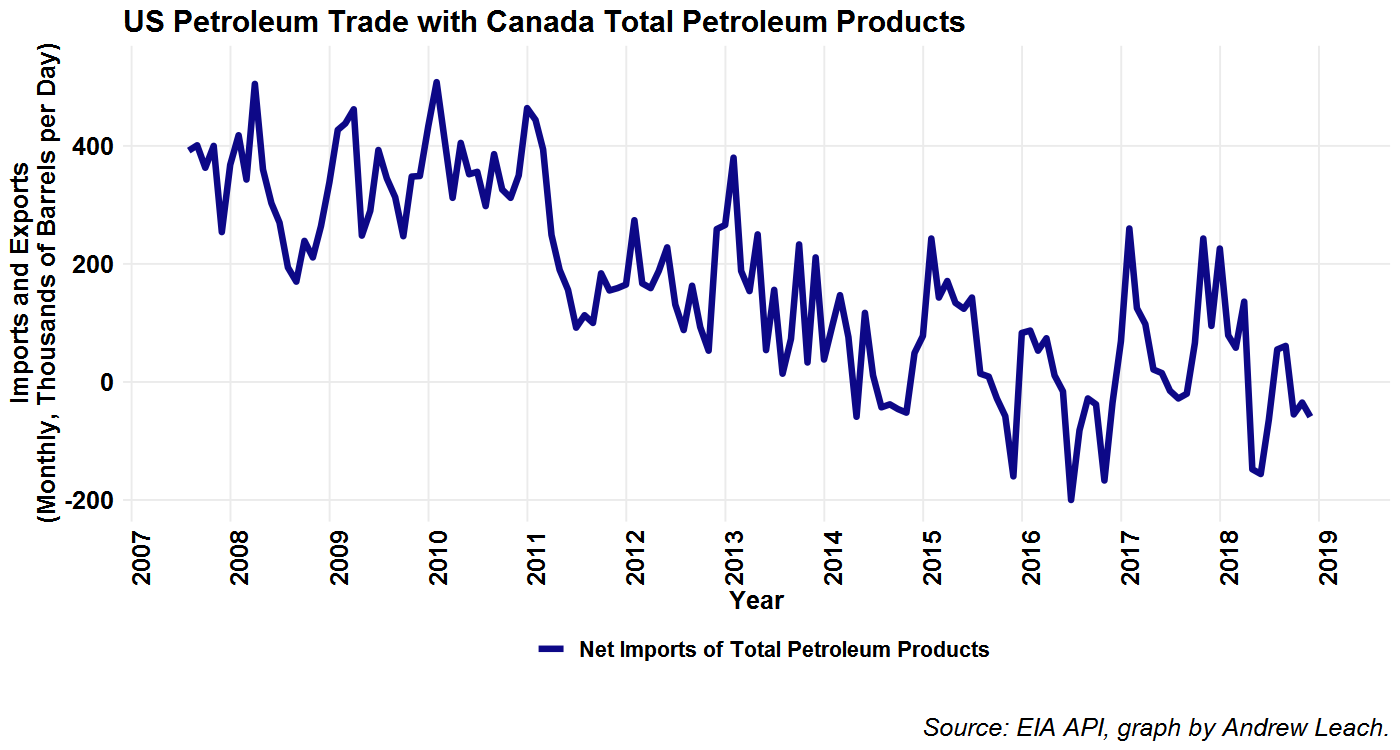 US Petroleum Trade with Canada Total Petroleum Products
Imports and Exports
(Monthly, Thousands of Barrels per Day)
400
200
0
-200
2007
2008
2009
2010
2011
2012
2013
2014
2015
2016
2017
2018
2019
Year
Net Imports of Total Petroleum Products
Source: EIA API, graph by Andrew Leach.